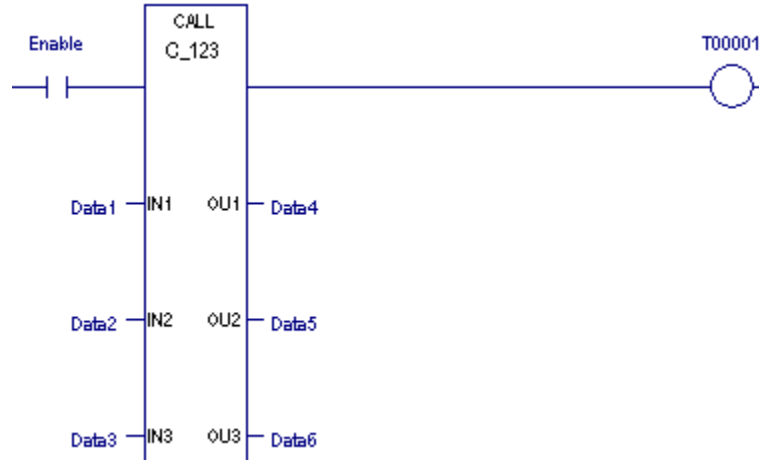 CALL
Enable
C_123
T00001
Data1 IN1 OU1 Data4
Data2 IN2 OU2 Data5
Data3 IN3 OU3 Data6